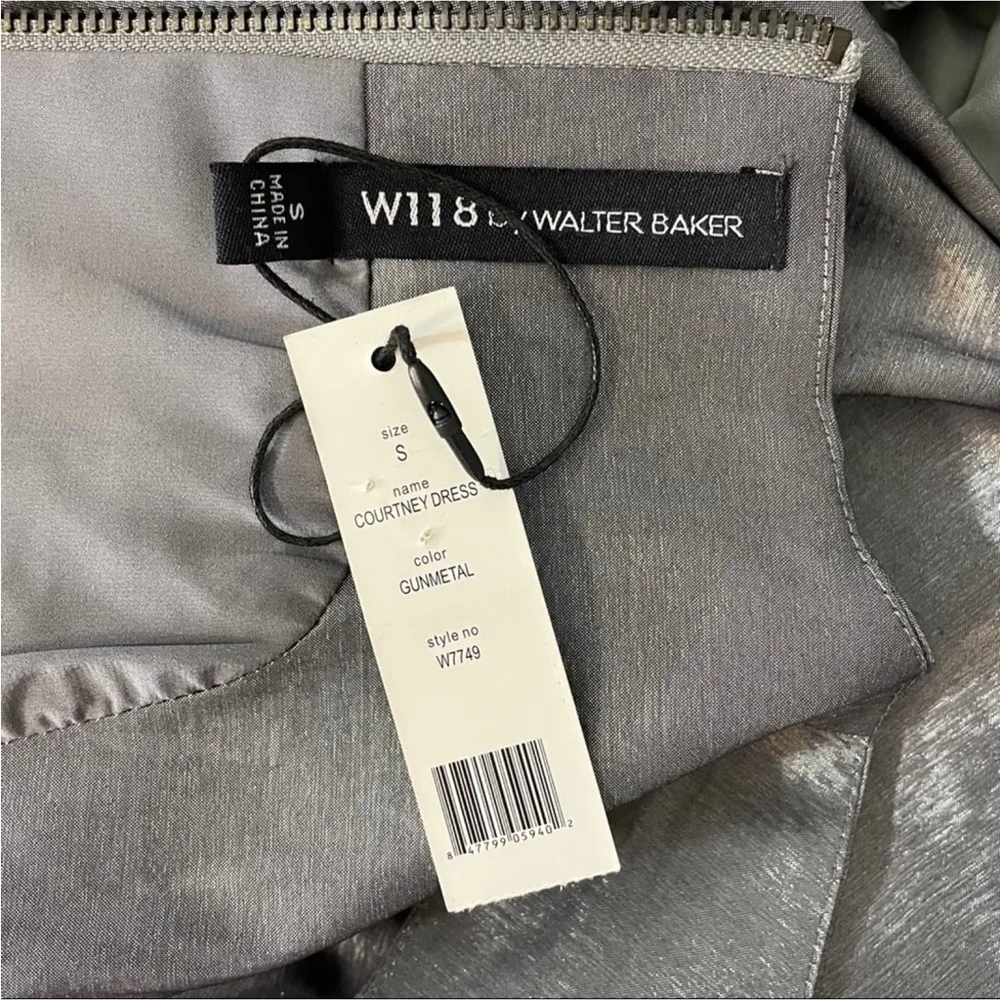 S
MADE IN
CHINA
W118 by WALTER BAKER
size
S
name
COURTNEY DRESS
color
GUNMETAL
style no
W7749
8 47799 05940 2